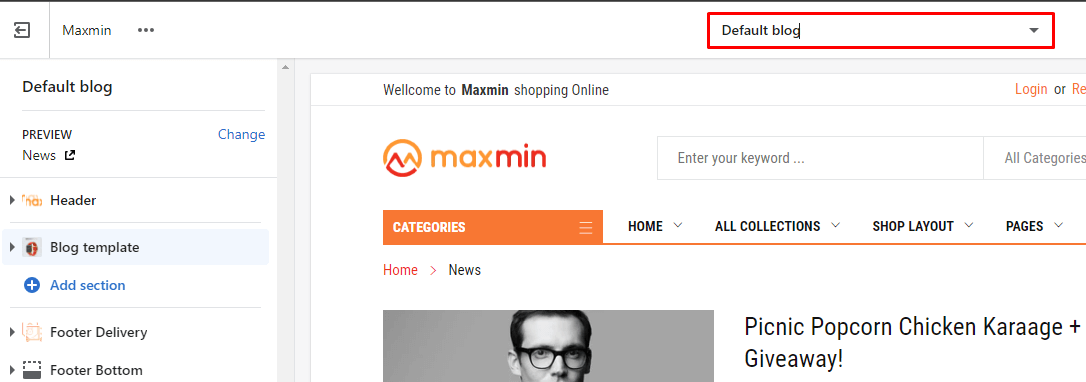 Maxmin
Default blog
Default blog
PREVIEW
Change
News
Header
Blog template
Add section
Footer Delivery
Footer Bottom
Wellcome to Maxmin shopping Online
Login or Re
maxmin
Enter your keyword ...
All Categories
CATEGORIES
HOME
ALL COLLECTIONS
SHOP LAYOUT
PAGES
Home > News
Picnic Popcorn Chicken Karaage +
Giveaway!